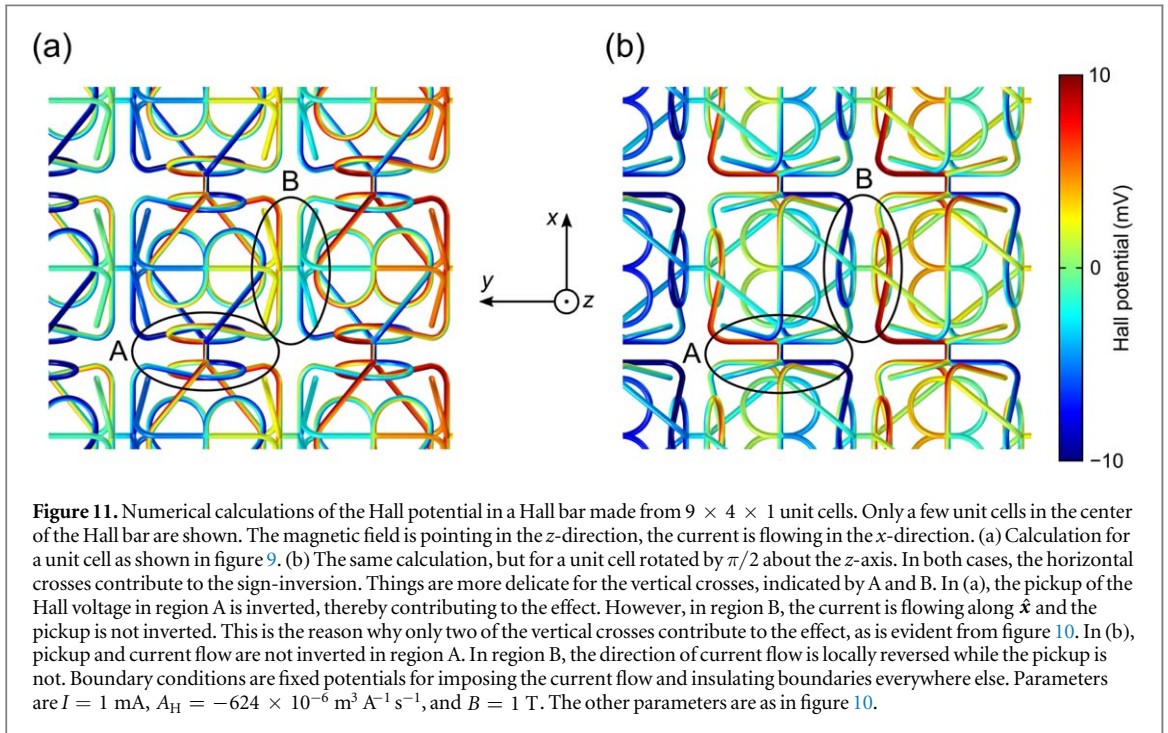 (a)
(b)
B
A
x
y
z
B
A
10
0
−10
Hall potential (mV)
Figure 11. Numerical calculations of the Hall potential in a Hall bar made from 9 × 4 × 1 unit cells. Only a few unit cells in the center
of the Hall bar are shown. The magnetic field is pointing in the z-direction, the current is flowing in the x-direction. (a) Calculation for
a unit cell as shown in figure 9. (b) The same calculation, but for a unit cell rotated by π/2 about the z-axis. In both cases, the horizontal
crosses contribute to the sign-inversion. Things are more delicate for the vertical crosses, indicated by A and B. In (a), the pickup of the
Hall voltage in region A is inverted, thereby contributing to the effect. However, in region B, the current is flowing along x̂ and the
pickup is not inverted. This is the reason why only two of the vertical crosses contribute to the effect, as is evident from figure 10. In (b),
pickup and current flow are not inverted in region A. In region B, the direction of current flow is locally reversed while the pickup is
not. Boundary conditions are fixed potentials for imposing the current flow and insulating boundaries everywhere else. Parameters
are I = 1 mA, A_H = −624 × 10⁻⁶ m³ A⁻¹ s⁻¹, and B = 1 T. The other parameters are as in figure 10.